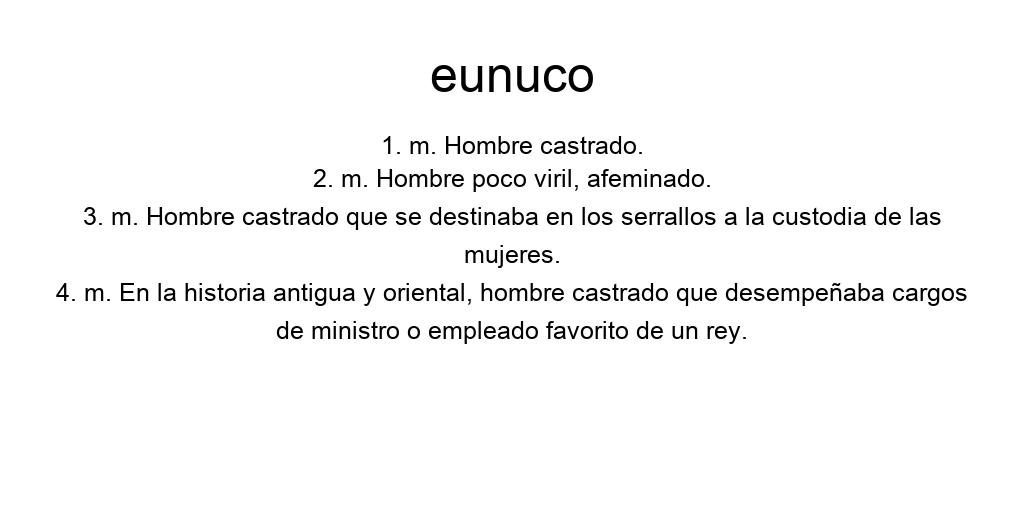 eunuco
1. m. Hombre castrado.
2. m. Hombre poco viril, afeminado.
3. m. Hombre castrado que se destinaba en los serrallos a la custodia de las
mujeres.
4. m. En la historia antigua y oriental, hombre castrado que desempeñaba cargos
de ministro o empleado favorito de un rey.